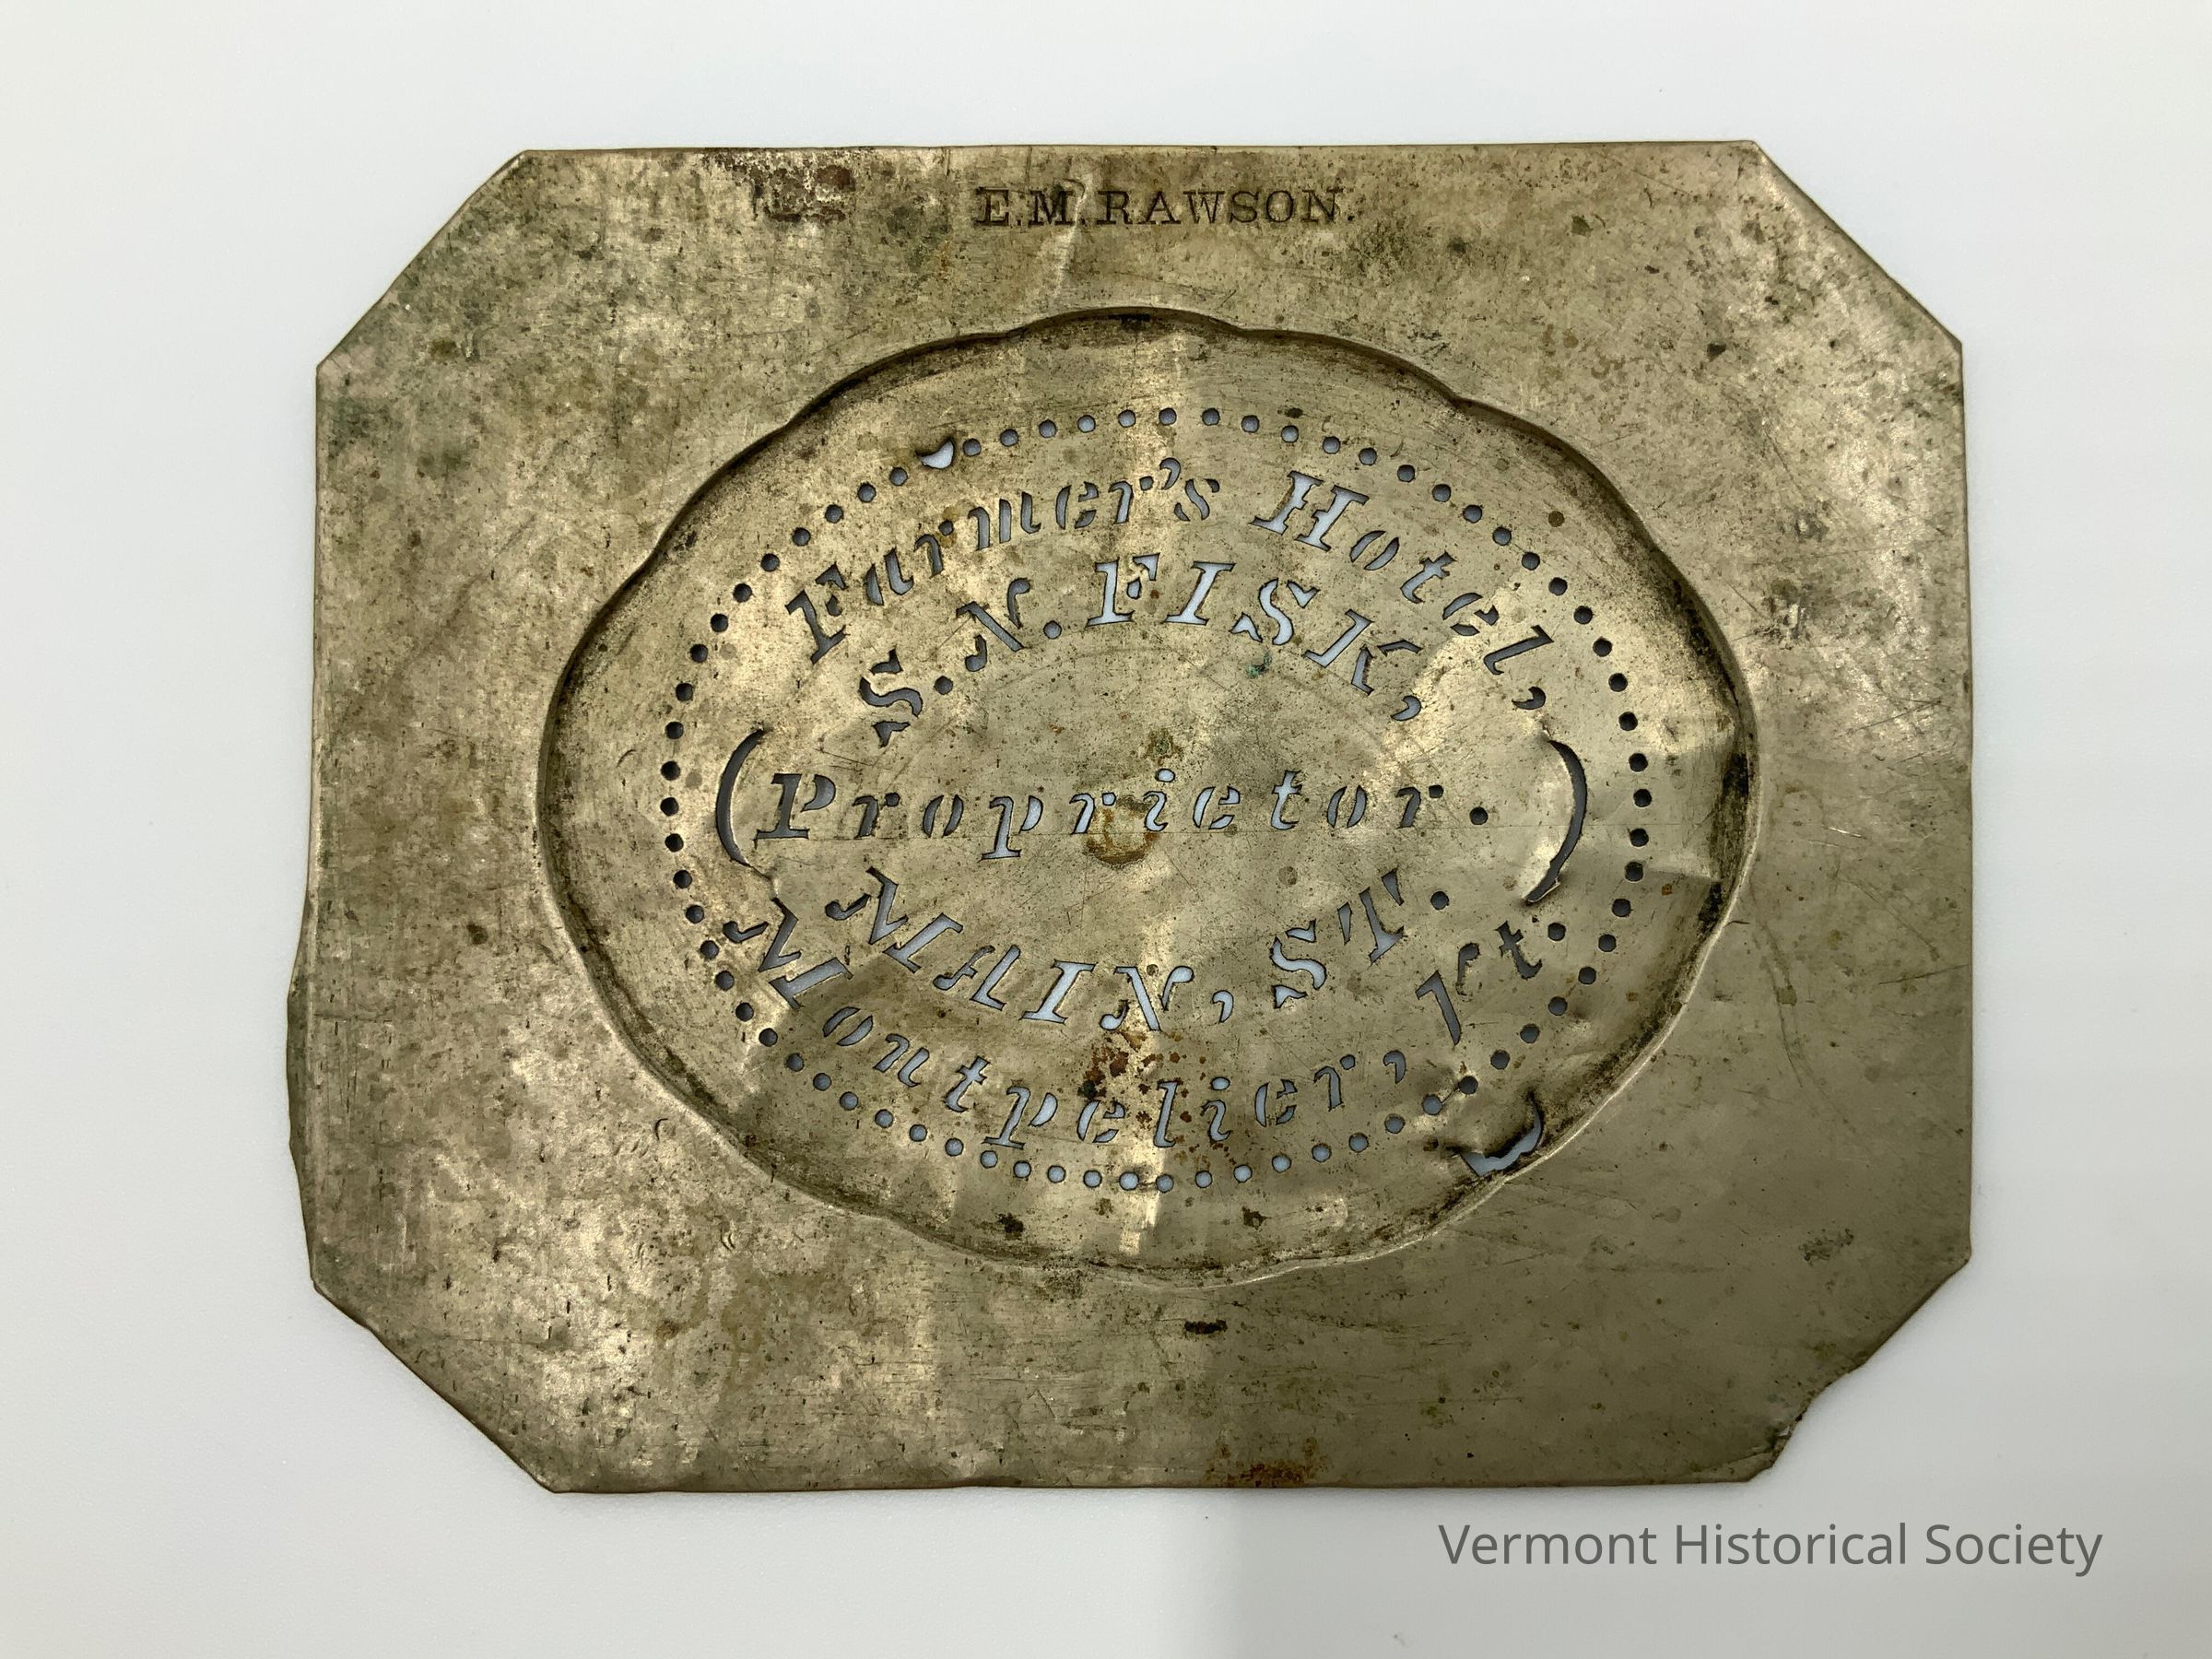 E.M.RAWSON.
Farmer's Hotel,
S. N. FISK,
(Proprietor.)
MAIN, ST.
Montpelier, Vt.
Vermont Historical Society